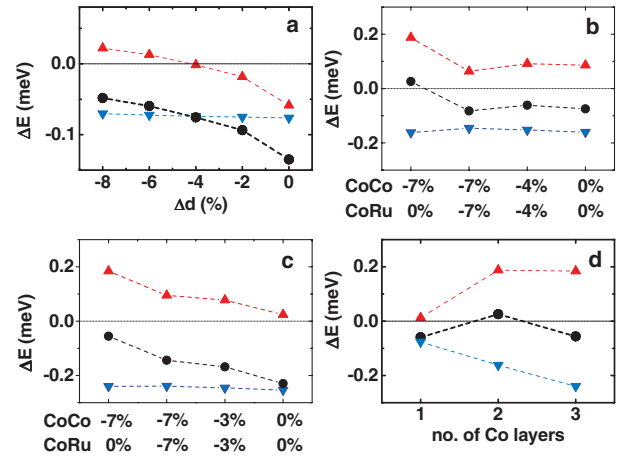 a
0.0
-0.1
ΔE (meV)
-8 -6 -4 -2 0
Δd (%)
b
0.2
0.0
-0.2
ΔE (meV)
CoCo -7% -7% -4% 0%
CoRu 0% -7% -4% 0%
c
0.2
0.0
-0.2
ΔE (meV)
CoCo -7% -7% -3% 0%
CoRu 0% -7% -3% 0%
d
0.2
0.0
-0.2
ΔE (meV)
1 2 3
no. of Co layers